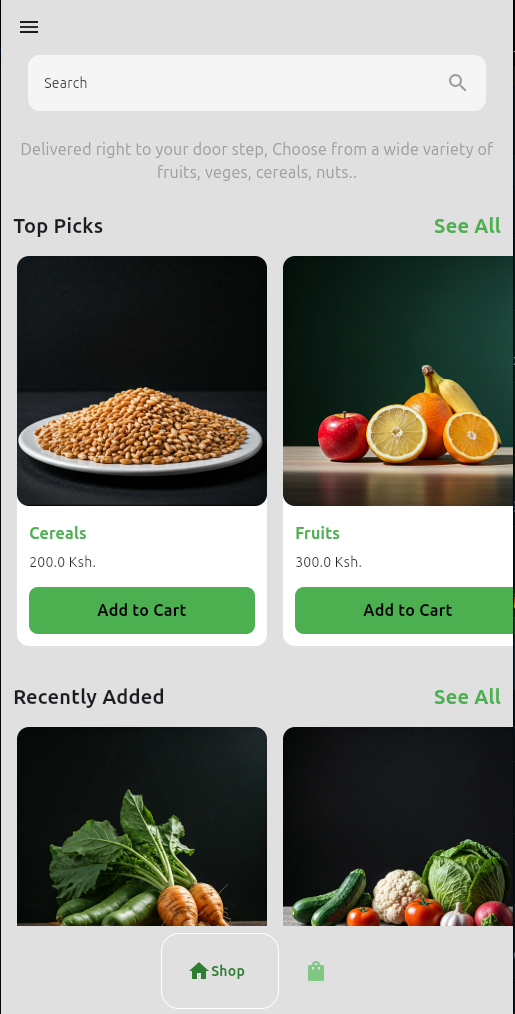 Search
Delivered right to your door step, Choose from a wide variety of
fruits, veges, cereals, nuts..
Top Picks
See All
Cereals
200.0 Ksh.
Add to Cart
Fruits
300.0 Ksh.
Add to Cart
Recently Added
See All
Shop